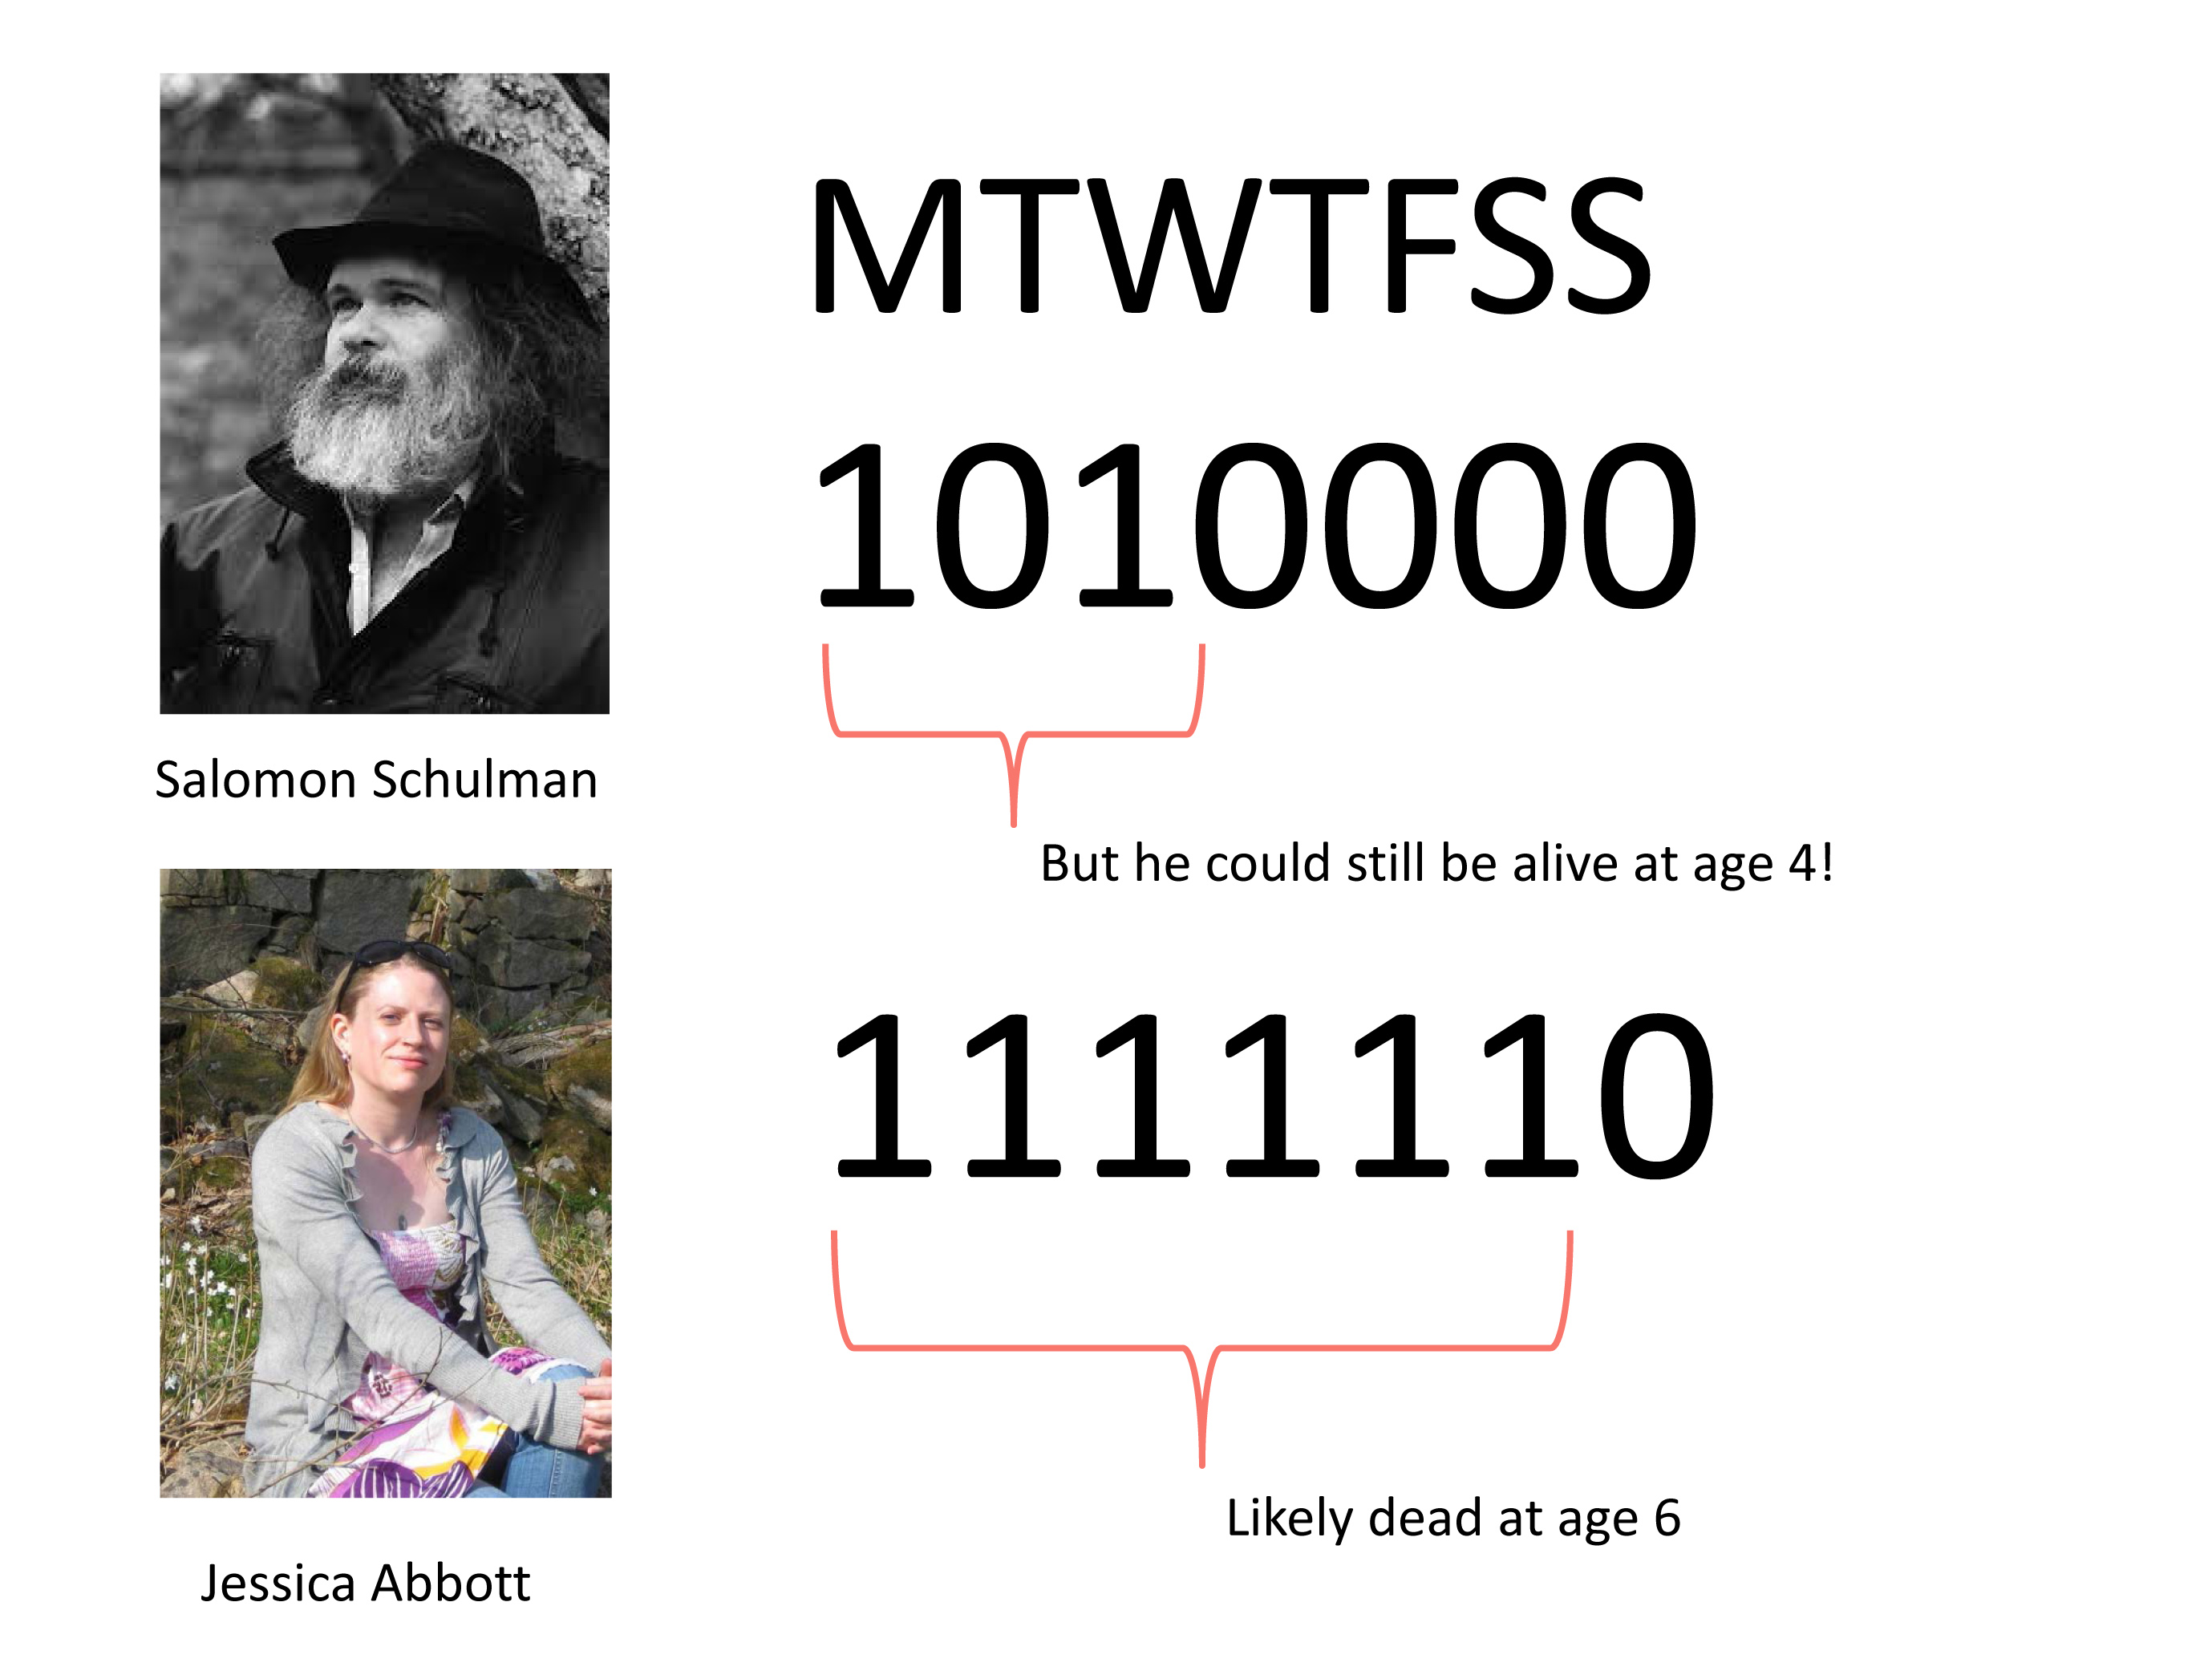 MTWTFSS
1010000
Salomon Schulman
But he could still be alive at age 4!
1111110
Likely dead at age 6
Jessica Abbott